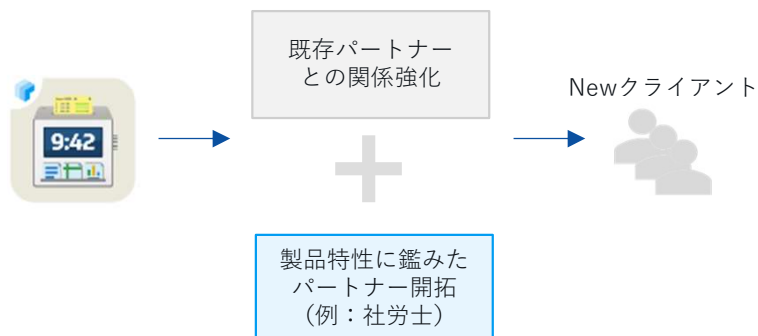 既存パートナー
との関係強化
Newクライアント
9:42
製品特性に鑑みた
パートナー開拓
（例：社労士）